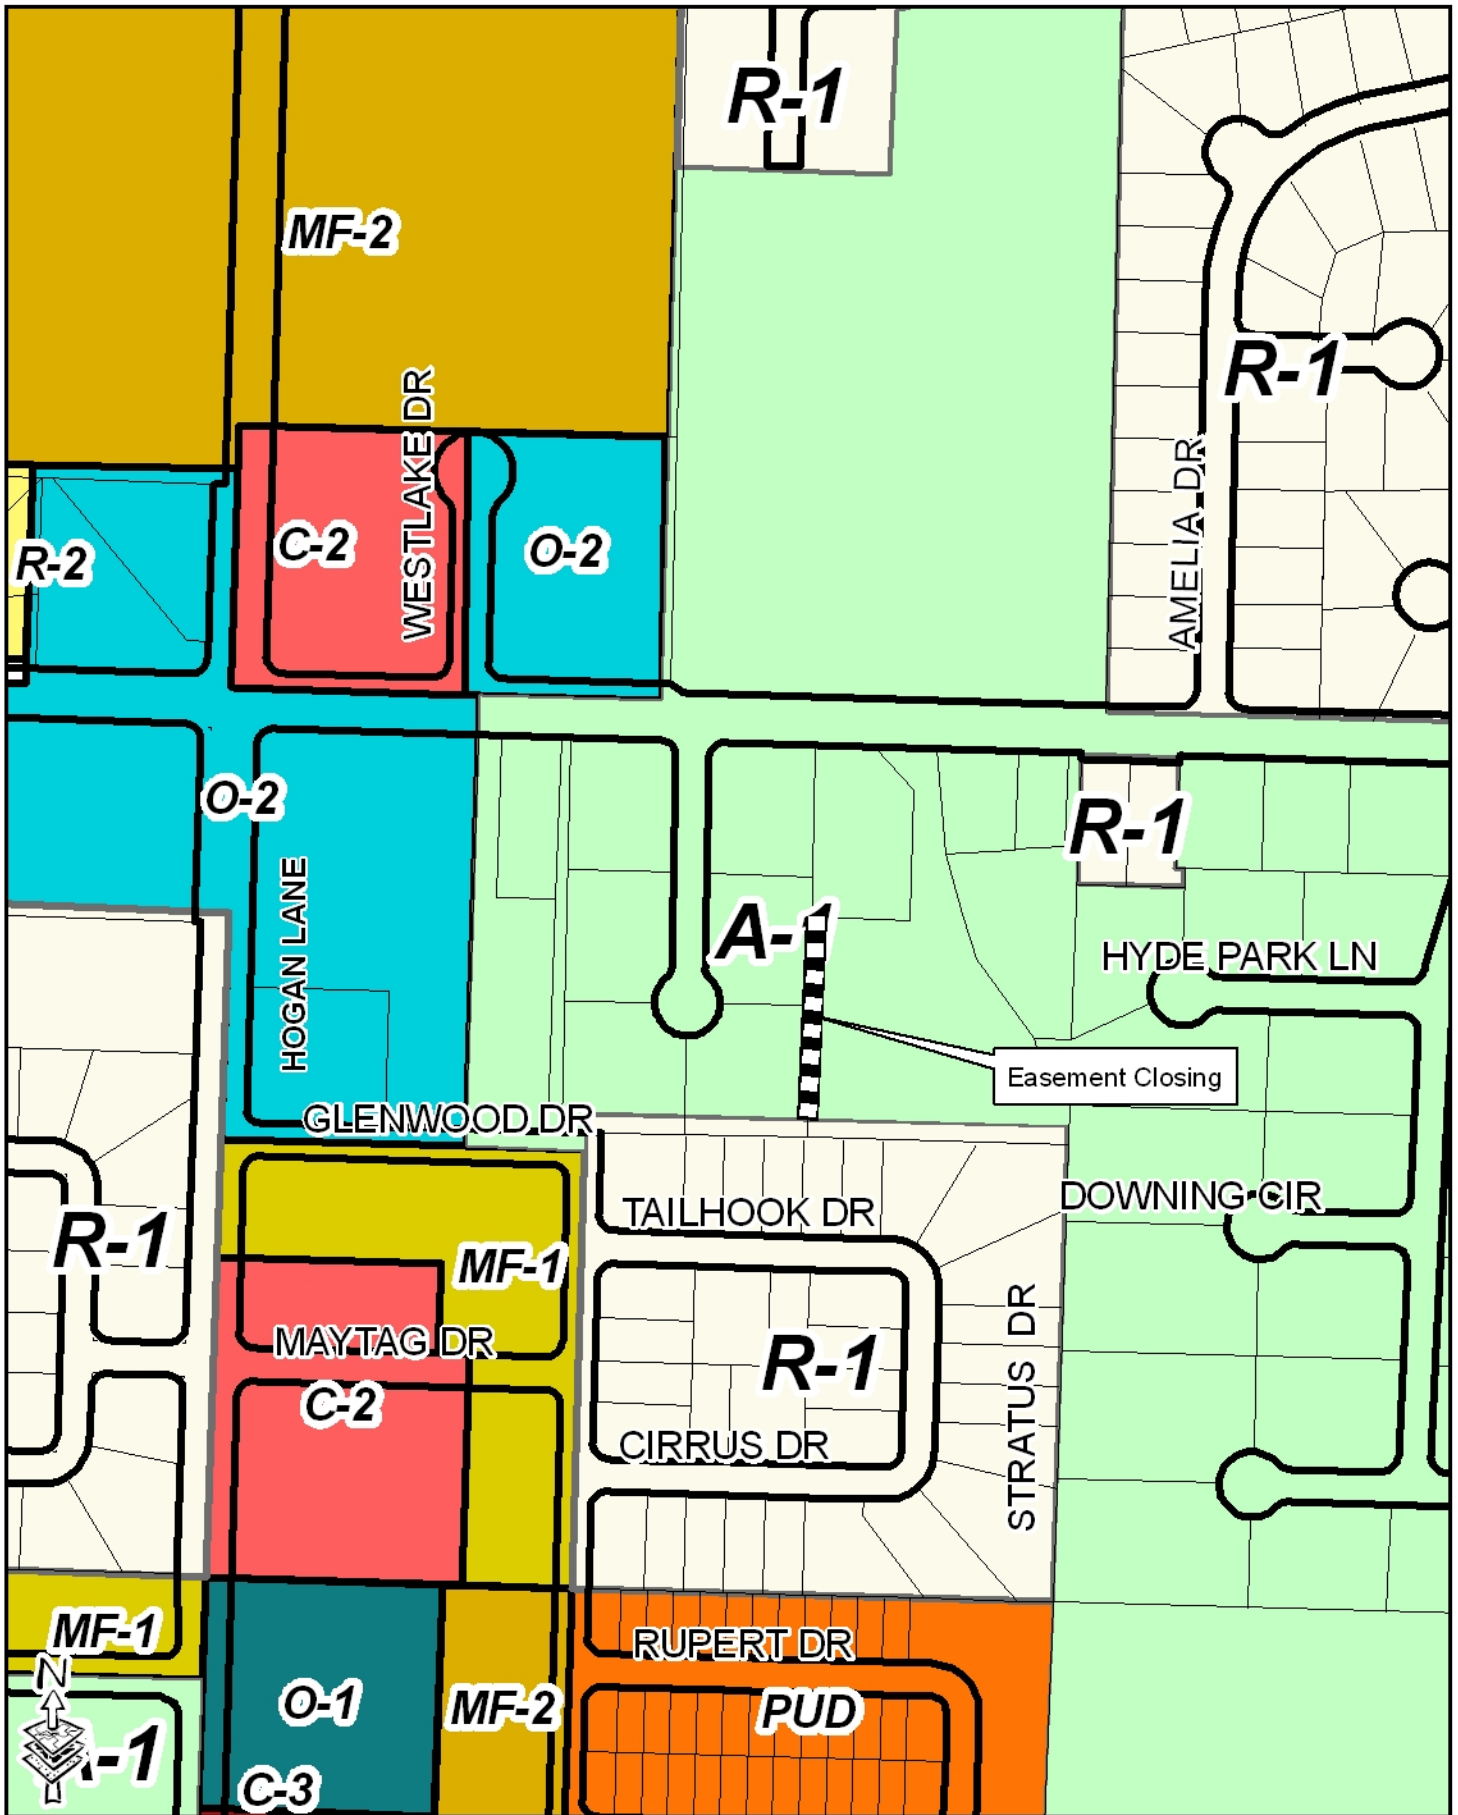 R-1
MF-2
R-1
WESTLAKE DR
AMELIA DR
C-2
O-2
R-2
O-2
R-1
A-1
HOGAN LANE
HYDE PARK LN
Easement Closing
GLENWOOD DR
TAILHOOK DR
DOWNING CIR
R-1
MF-1
MAYTAG DR
STRATUS DR
R-1
C-2
CIRRUS DR
MF-1
RUPERT DR
N
O-1
MF-2
PUD
-1
C-3